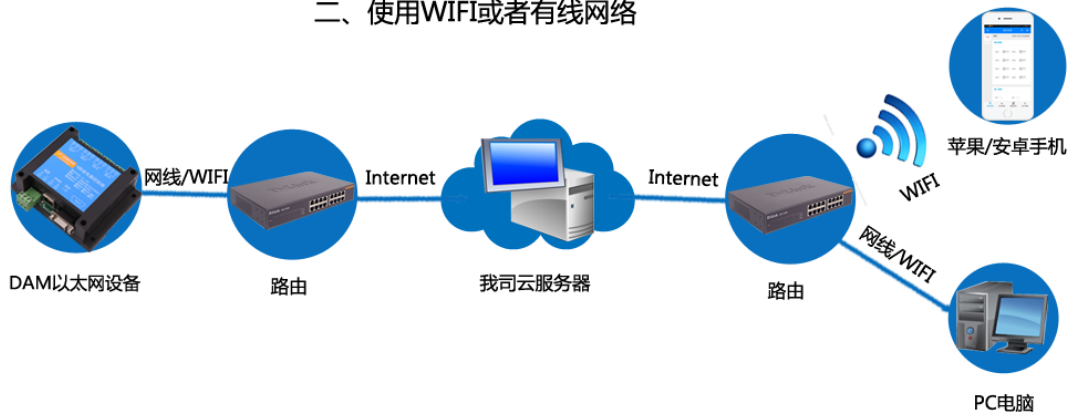 二、使用WIFI或者有线网络
苹果/安卓手机
网线/WIFI
Internet
Internet
WIFI
网线/WIFI
DAM以太网设备
路由
我司云服务器
路由
PC电脑